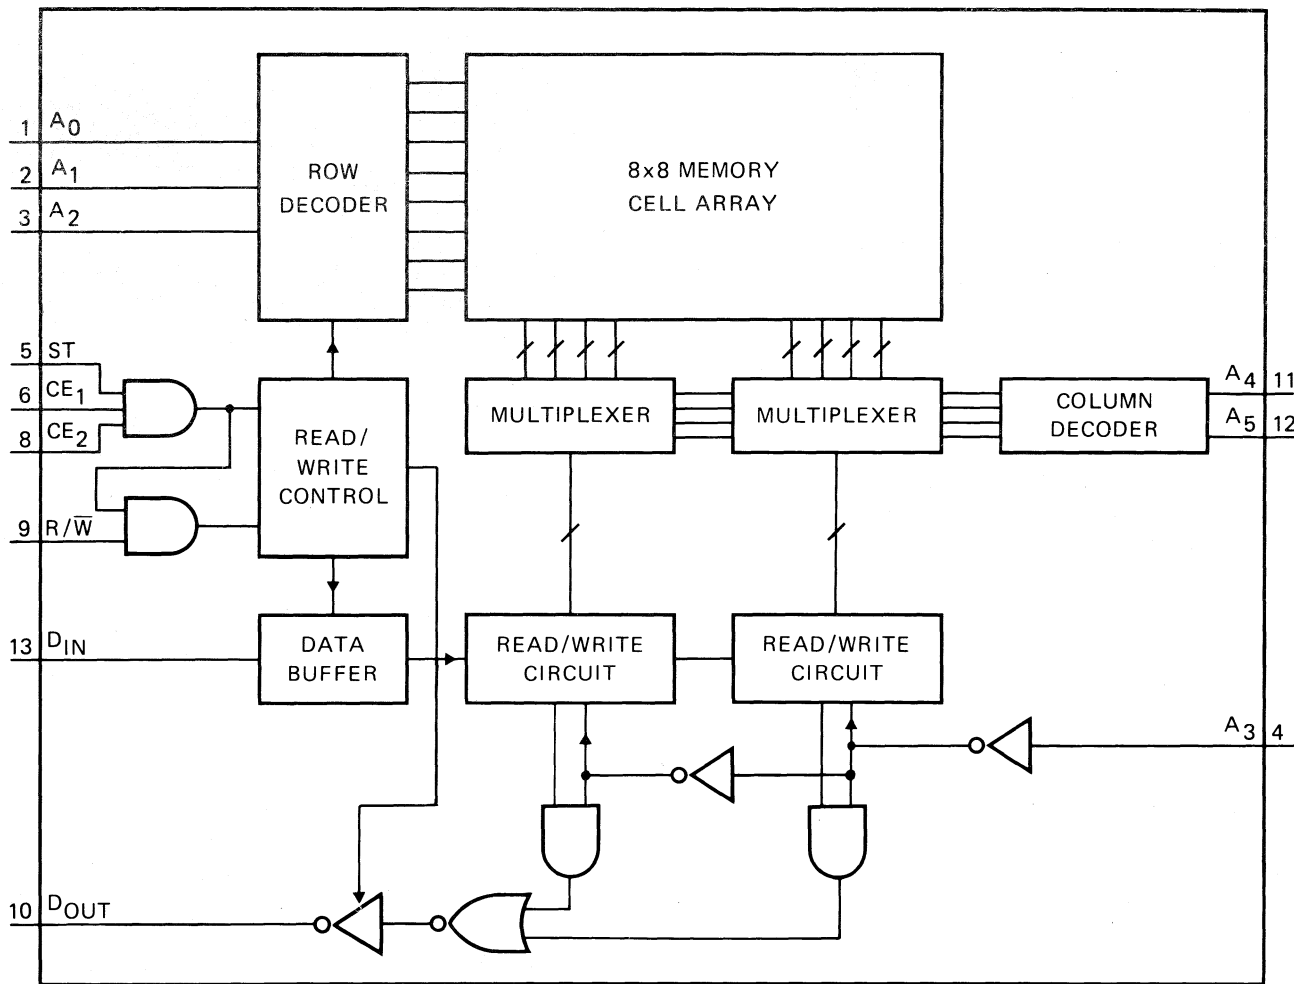 1 A0
2 A1
3 A2
ROW
DECODER
8x8 MEMORY
CELL ARRAY
5 ST
6 CE1
8 CE2
9 R/W̅
READ/
WRITE
CONTROL
MULTIPLEXER
MULTIPLEXER
COLUMN
DECODER
A4 11
A5 12
13 DIN
DATA
BUFFER
READ/WRITE
CIRCUIT
READ/WRITE
CIRCUIT
A3 4
10 DOUT